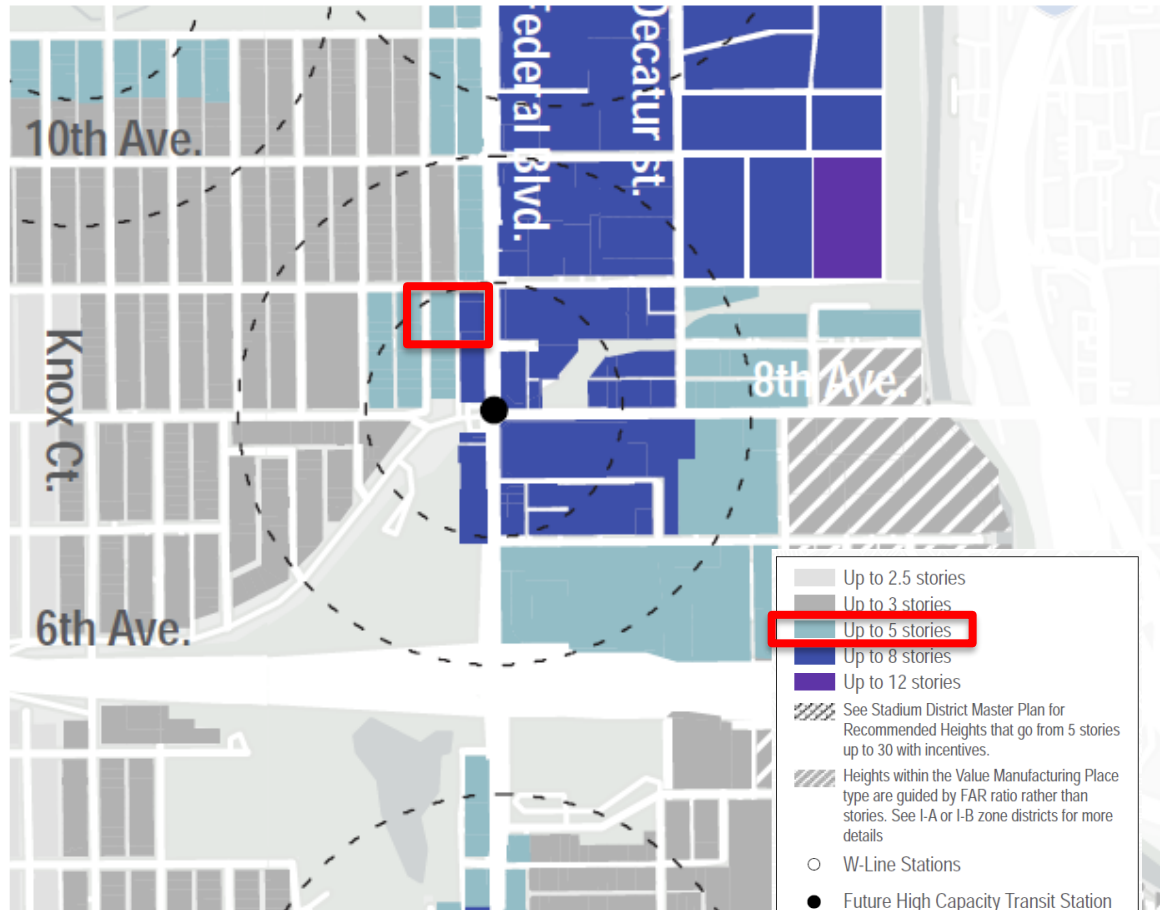 Federal Blvd.
Decatur St.
10th Ave.
Knox Ct.
8th Ave.
6th Ave.
Up to 2.5 stories
Up to 3 stories
Up to 5 stories
Up to 8 stories
Up to 12 stories
See Stadium District Master Plan for
Recommended Heights that go from 5 stories
up to 30 with incentives.
Heights within the Value Manufacturing Place
type are guided by FAR ratio rather than
stories. See I-A or I-B zone districts for more
details
W-Line Stations
Future High Capacity Transit Station